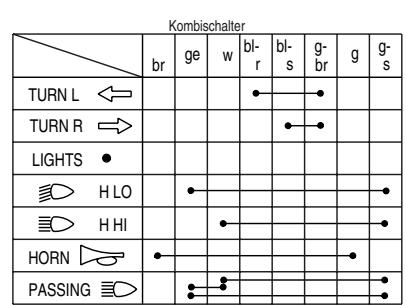 Kombischalter
br ge w bl-r bl-s g-br g g-s
TURN L
TURN R
LIGHTS
H LO
H HI
HORN
PASSING